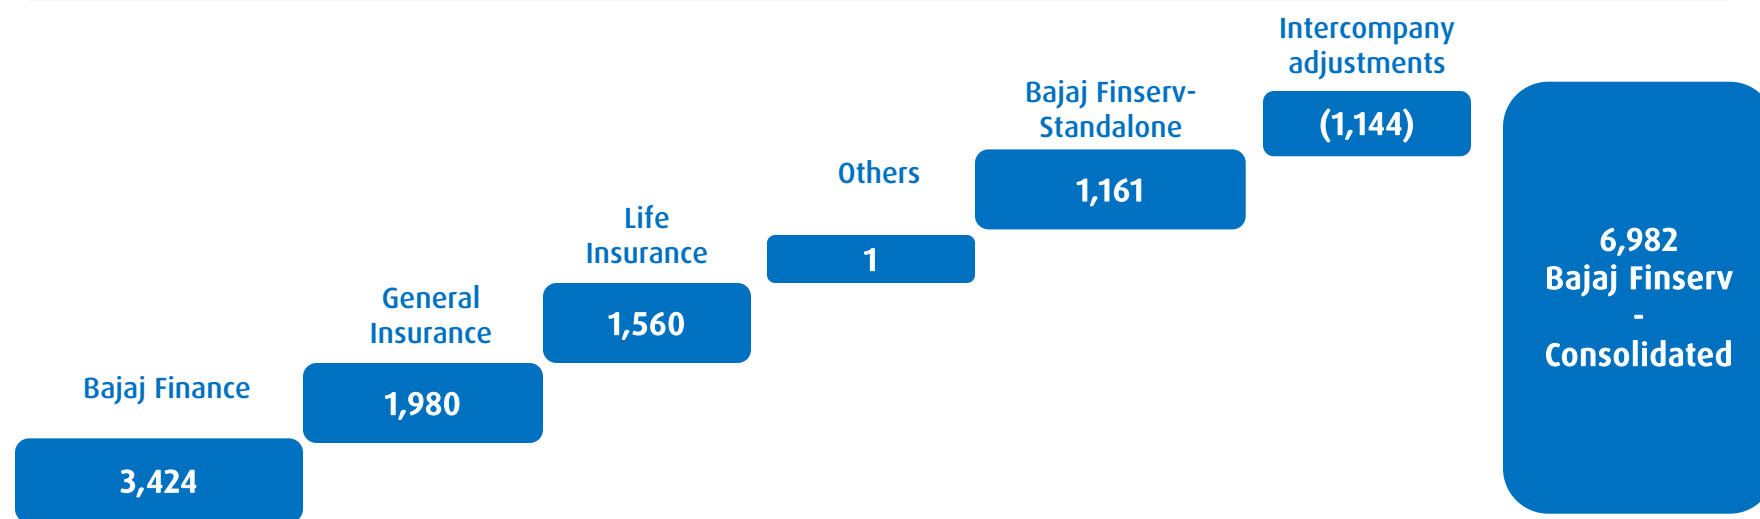 Bajaj Finance
3,424
General
Insurance
1,980
Life
Insurance
1,560
Others
1
Bajaj Finserv-
Standalone
1,161
Intercompany
adjustments
(1,144)
6,982
Bajaj Finserv
-
Consolidated